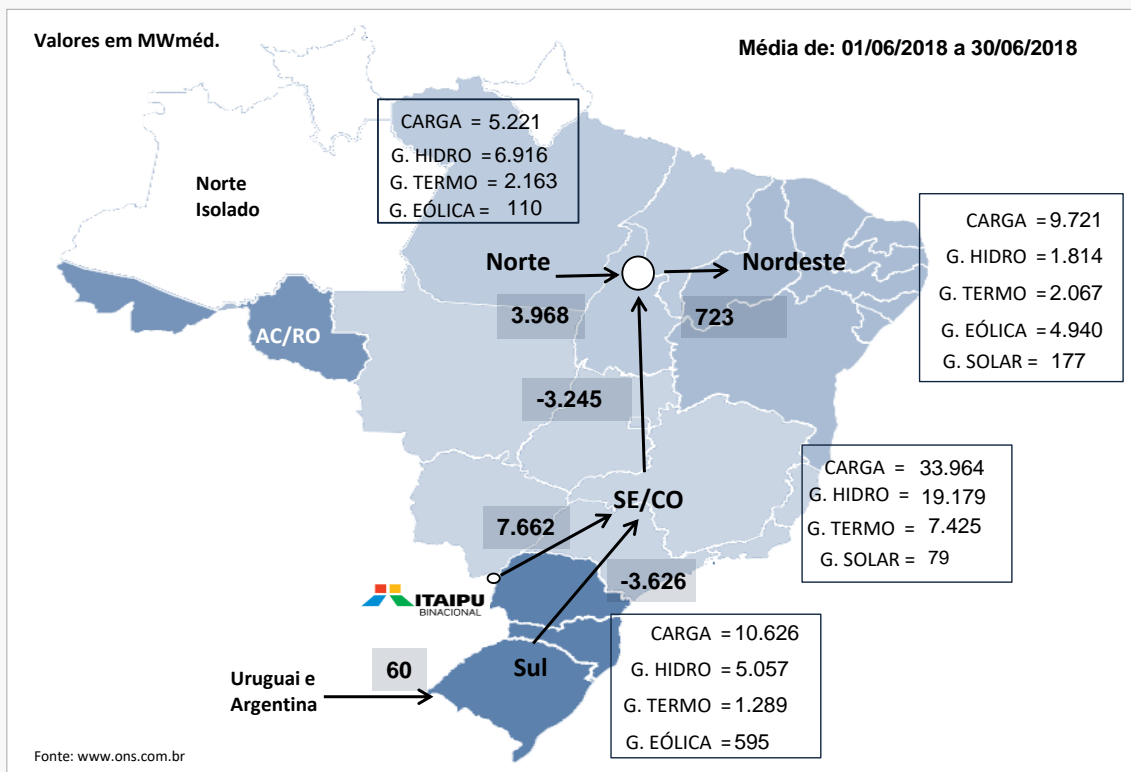 Valores em MWméd.
Média de: 01/06/2018 a 30/06/2018
CARGA = 5.221
G. HIDRO = 6.916
G. TERMO = 2.163
G. EÓLICA = 110
Norte
Isolado
CARGA = 9.721
G. HIDRO = 1.814
G. TERMO = 2.067
G. EÓLICA = 4.940
G. SOLAR = 177
Norte
Nordeste
3.968
723
AC/RO
-3.245
CARGA = 33.964
G. HIDRO = 19.179
G. TERMO = 7.425
G. SOLAR = 79
SE/CO
7.662
-3.626
ITAIPU
BINACIONAL
CARGA = 10.626
G. HIDRO = 5.057
G. TERMO = 1.289
G. EÓLICA = 595
Sul
60
Uruguai e
Argentina
Fonte: www.ons.com.br